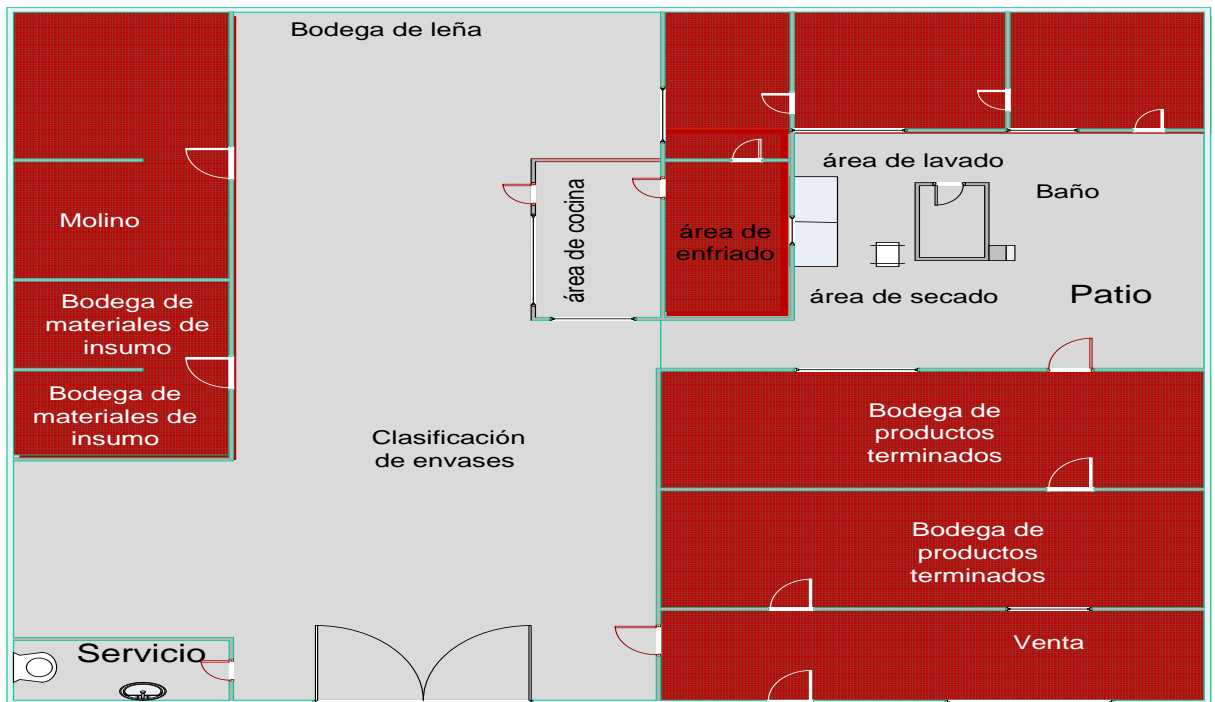 Bodega de leña
área de lavado
Baño
Molino
área de cocina
área de
enfriado
área de secado
Patio
Bodega de
materiales de
insumo
Bodega de
materiales de
insumo
Clasificación
de envases
Bodega de
productos
terminados
Bodega de
productos
terminados
Venta
Servicio